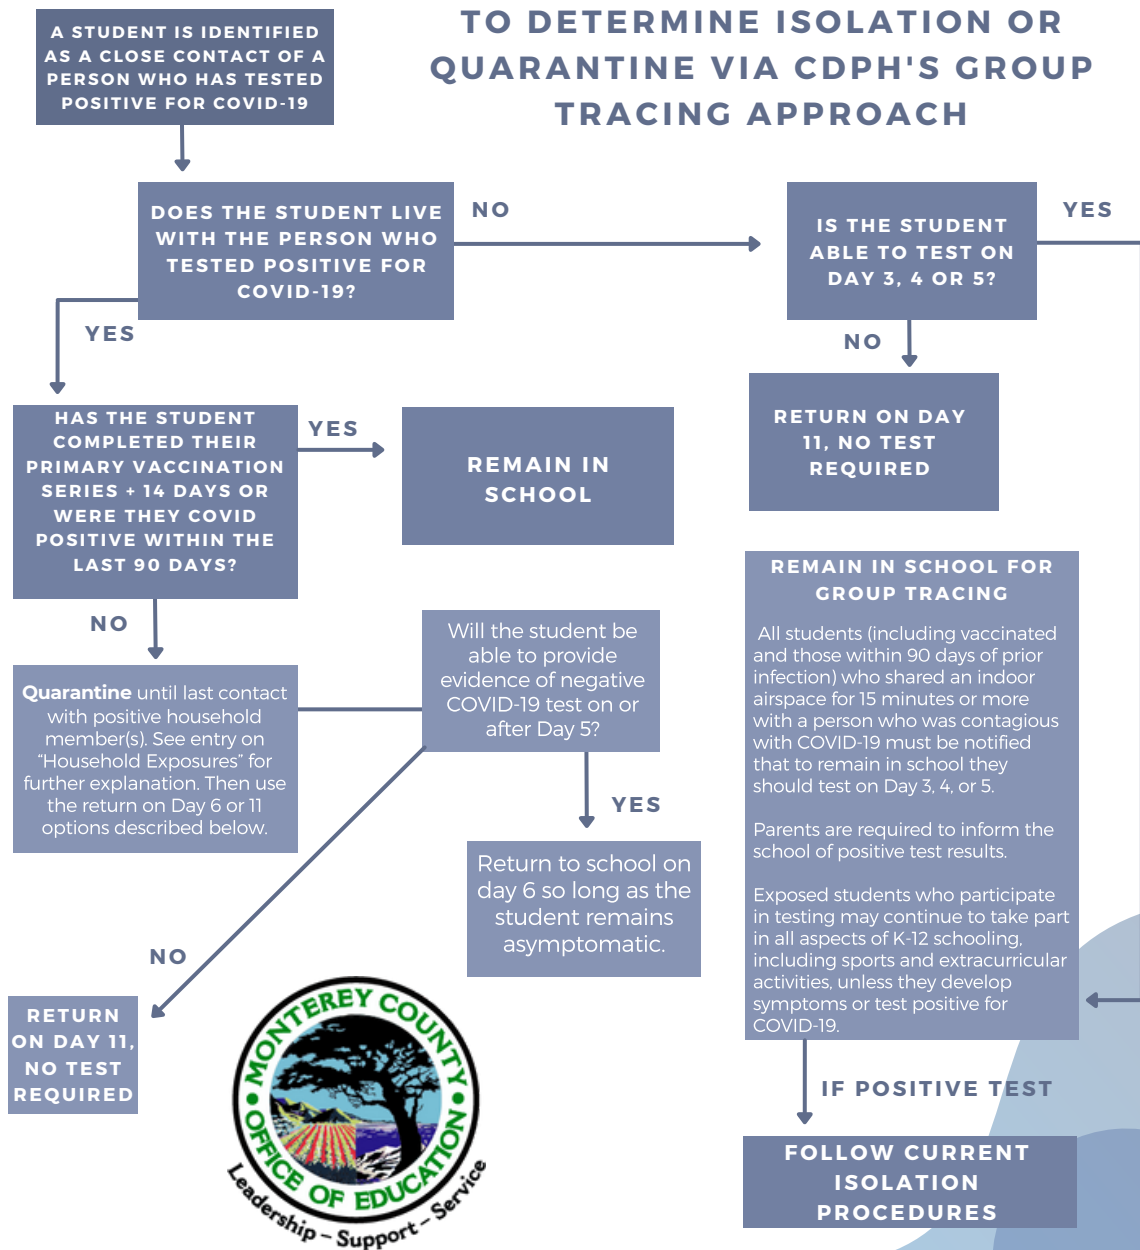 TO DETERMINE ISOLATION OR
QUARANTINE VIA CDPH'S GROUP
TRACING APPROACH
A STUDENT IS IDENTIFIED
AS A CLOSE CONTACT OF A
PERSON WHO HAS TESTED
POSITIVE FOR COVID-19
DOES THE STUDENT LIVE
WITH THE PERSON WHO
TESTED POSITIVE FOR
COVID-19?
NO
IS THE STUDENT
ABLE TO TEST ON
DAY 3, 4 OR 5?
YES
YES
NO
RETURN ON DAY
11, NO TEST
REQUIRED
HAS THE STUDENT
COMPLETED THEIR
PRIMARY VACCINATION
SERIES + 14 DAYS OR
WERE THEY COVID
POSITIVE WITHIN THE
LAST 90 DAYS?
YES
REMAIN IN
SCHOOL
NO
Quarantine until last contact
with positive household
member(s). See entry on
“Household Exposures” for
further explanation. Then use
the return on Day 6 or 11
options described below.
Will the student be
able to provide
evidence of negative
COVID-19 test on or
after Day 5?
YES
Return to school on
day 6 so long as the
student remains
asymptomatic.
NO
RETURN
ON DAY 11,
NO TEST
REQUIRED
REMAIN IN SCHOOL FOR
GROUP TRACING
All students (including vaccinated
and those within 90 days of prior
infection) who shared an indoor
airspace for 15 minutes or more
with a person who was contagious
with COVID-19 must be notified
that to remain in school they
should test on Day 3, 4, or 5.
Parents are required to inform the
school of positive test results.
Exposed students who participate
in testing may continue to take part
in all aspects of K-12 schooling,
including sports and extracurricular
activities, unless they develop
symptoms or test positive for
COVID-19.
IF POSITIVE TEST
FOLLOW CURRENT
ISOLATION
PROCEDURES
MONTEREY COUNTY
OFFICE OF EDUCATION
Leadership – Support – Service